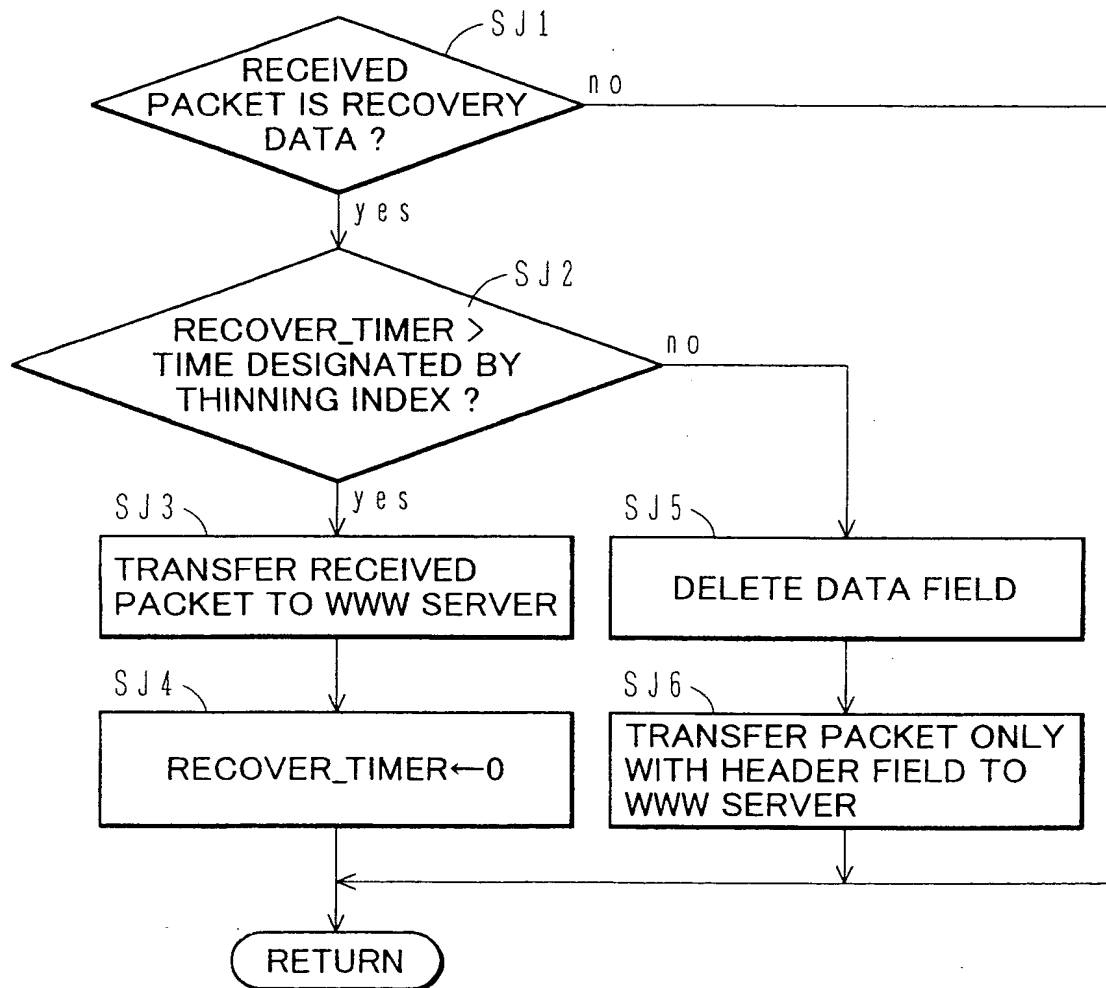 SJ1
RECEIVED
PACKET IS RECOVERY
DATA ?
no
yes
SJ2
RECOVER_TIMER >
TIME DESIGNATED BY
THINNING INDEX ?
no
yes
SJ3
TRANSFER RECEIVED
PACKET TO WWW SERVER
SJ5
DELETE DATA FIELD
SJ4
RECOVER_TIMER←0
SJ6
TRANSFER PACKET ONLY
WITH HEADER FIELD TO
WWW SERVER
RETURN